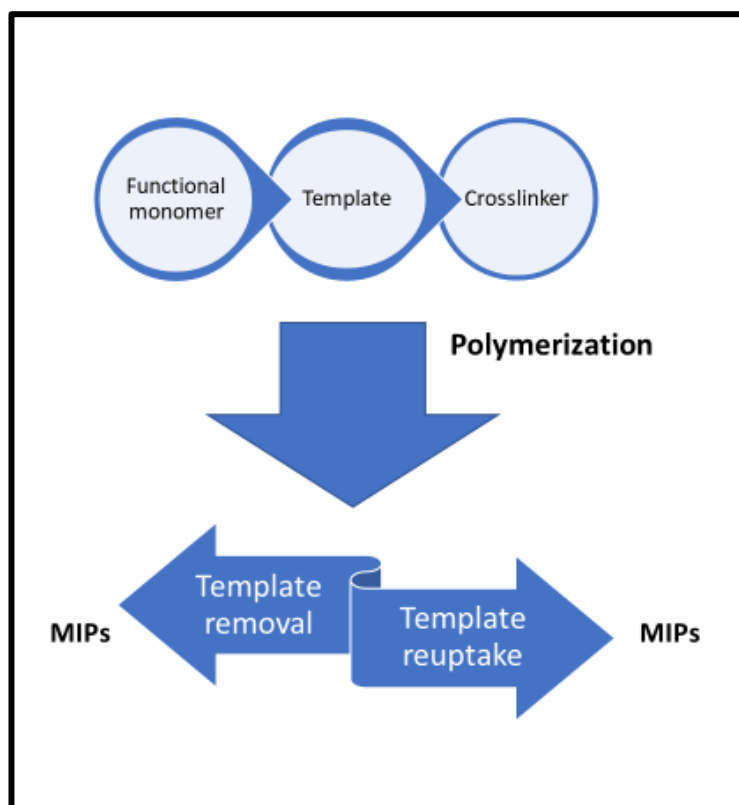 Functional
monomer
Template
Crosslinker
Polymerization
Template
removal
Template
reuptake
MIPs
MIPs